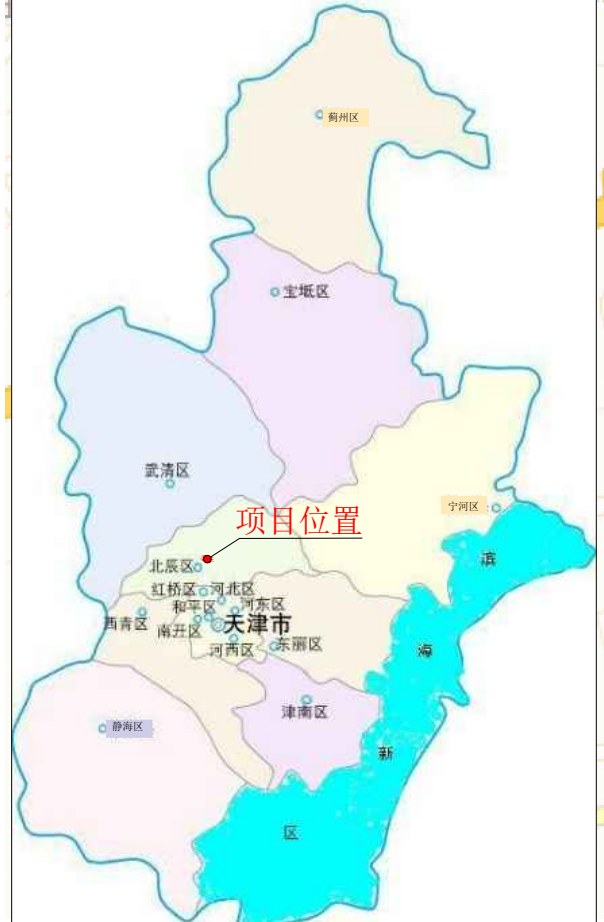 蓟州区
宝坻区
武清区
宁河区
项目位置
滨
北辰区
红桥区
河北区
和平区
河东区
西青区
南开区
天津市
河西区
东丽区
海
津南区
静海区
新
区